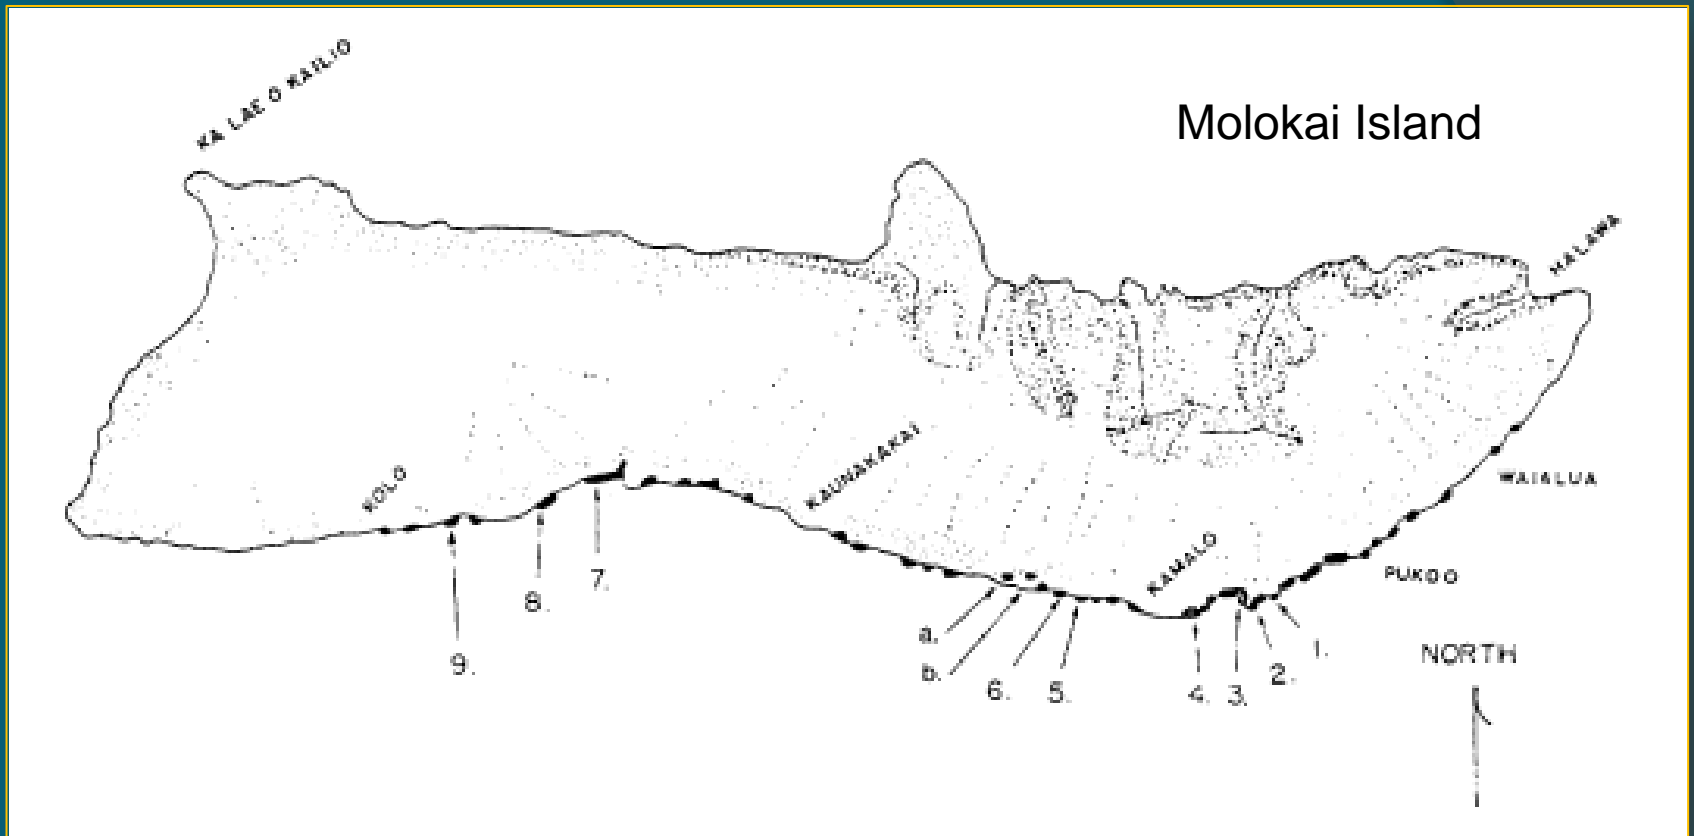 KA LAE O KAILIO
Molokai Island
HALAWA
KOLO
KAUNAKAKAI
WAIALUA
KAMALO
PUKOO
8.
7.
a.
9.
b.
6.
5.
4.
3.
2.
1.
NORTH